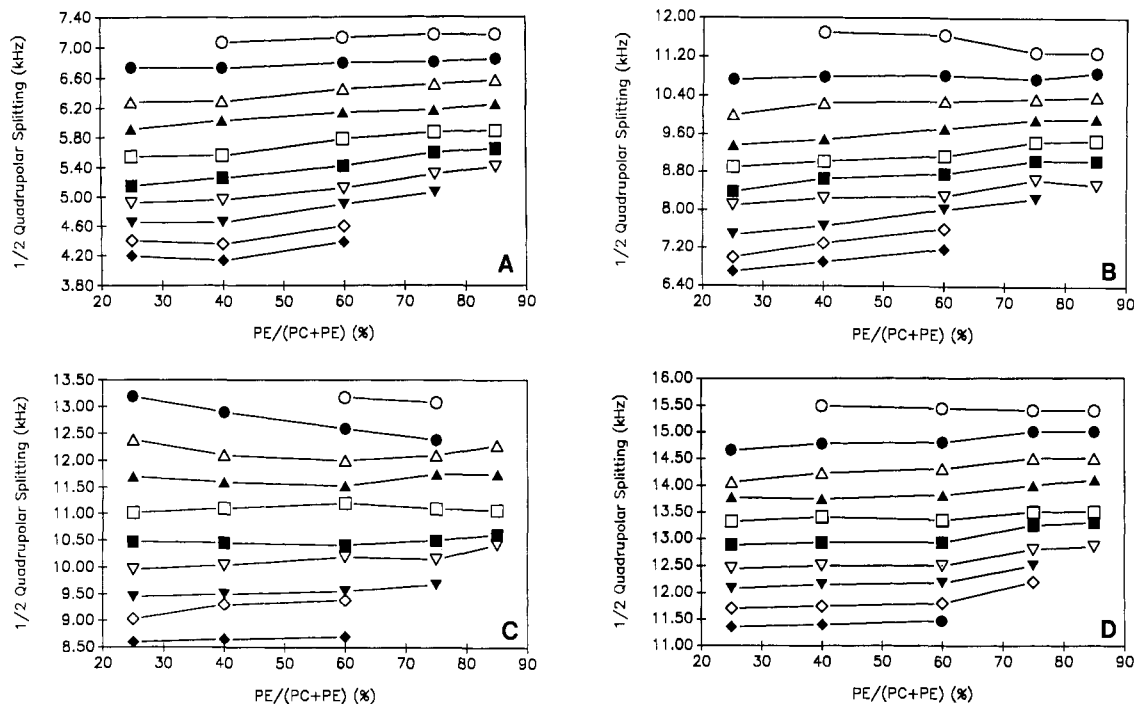 1/2 Quadrupolar Splitting (kHz)
7.40
7.00
6.60
6.20
5.80
5.40
5.00
4.60
4.20
3.80
20 30 40 50 60 70 80 90
PE/(PC+PE) (%)
A
1/2 Quadrupolar Splitting (kHz)
12.00
11.20
10.40
9.60
8.80
8.00
7.20
6.40
20 30 40 50 60 70 80 90
PE/(PC+PE) (%)
B
1/2 Quadrupolar Splitting (kHz)
13.50
13.00
12.50
12.00
11.50
11.00
10.50
10.00
9.50
9.00
8.50
20 30 40 50 60 70 80 90
PE/(PC+PE) (%)
C
1/2 Quadrupolar Splitting (kHz)
16.00
15.50
15.00
14.50
14.00
13.50
13.00
12.50
12.00
11.50
11.00
20 30 40 50 60 70 80 90
PE/(PC+PE) (%)
D